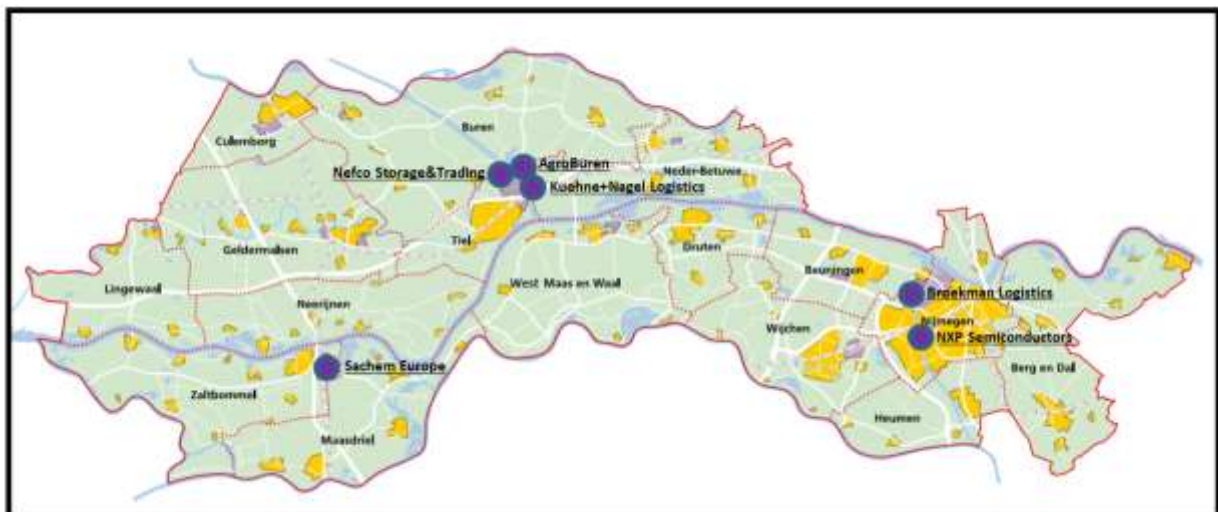 Culemborg
Buren
AgroBuren
Nefco Storage&Trading
Neder-Betuwe
Kuehne+Nagel Logistics
Tiel
Geldermalsen
Druten
Beuningen
Lingewaal
West Maas en Waal
Neerijnen
Broekman Logistics
Nijmegen
Wijchen
NXP Semiconductors
Sachem Europe
Berg en Dal
Zaltbommel
Heumen
Maasdriel